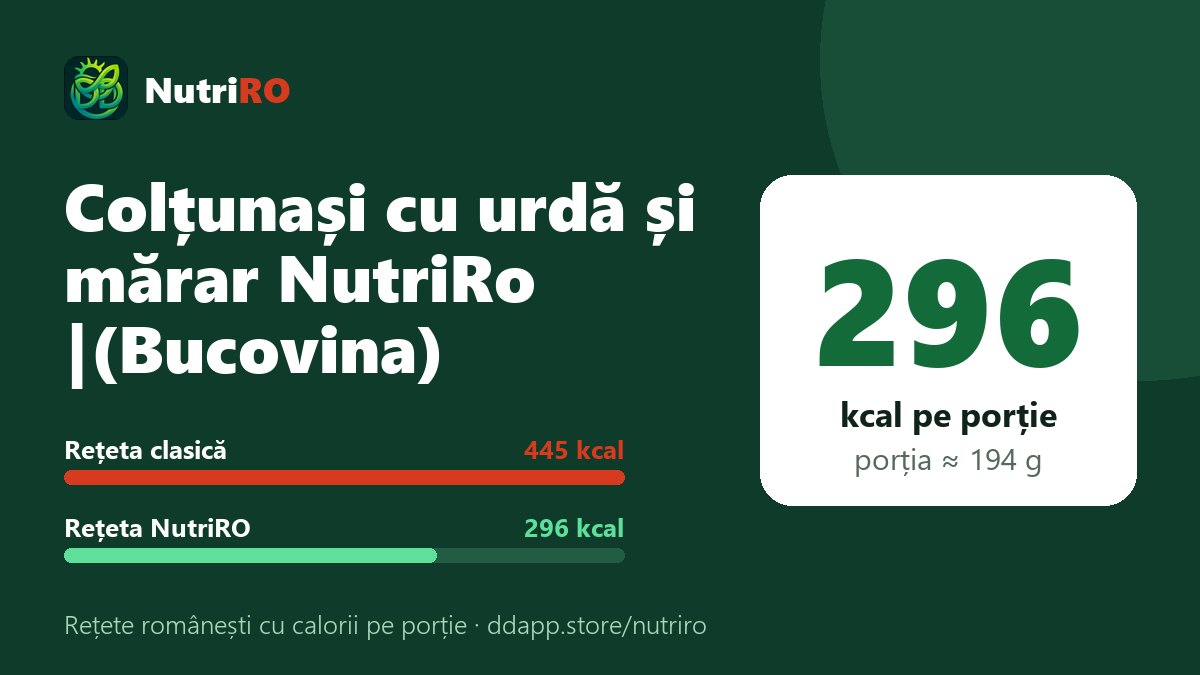 NutriRO
Colțunași cu urdă și
mărar NutriRo
|(Bucovina)
296
kcal pe porție
porția ≈ 194 g
Rețeta clasică 445 kcal
Rețeta NutriRO 296 kcal
Rețete românești cu calorii pe porție · ddapp.store/nutriro